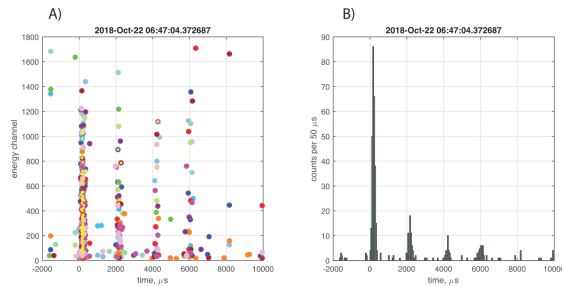 A)
2018-Oct-22 06:47:04.372687
1800
1600
1400
1200
1000
800
600
400
200
0
energy channel
-2000 0 2000 4000 6000 8000 10000
time, μs
B)
2018-Oct-22 06:47:04.372687
90
80
70
60
50
40
30
20
10
0
counts per 50 μs
-2000 0 2000 4000 6000 8000 10000
time, μs